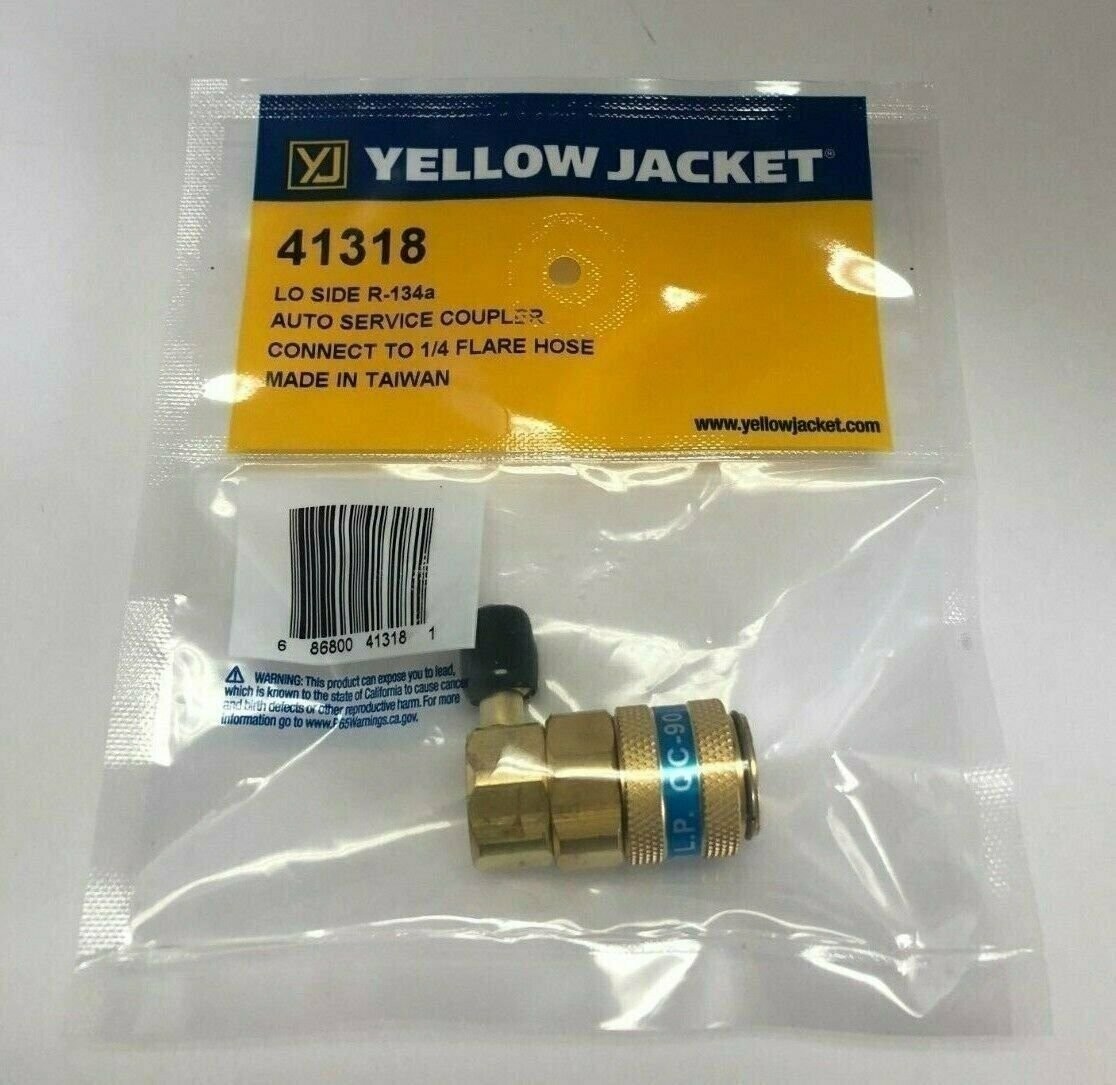 YJ YELLOW JACKET®
41318
LO SIDE R-134a
AUTO SERVICE COUPLER
CONNECT TO 1/4 FLARE HOSE
MADE IN TAIWAN
www.yellowjacket.com
6 86800 41318 1
WARNING: This product can expose you to lead,
which is known to the state of California to cause cancer
and birth defects or other reproductive harm. For more
information go to www.P65Warnings.ca.gov.
L.P. QC-90